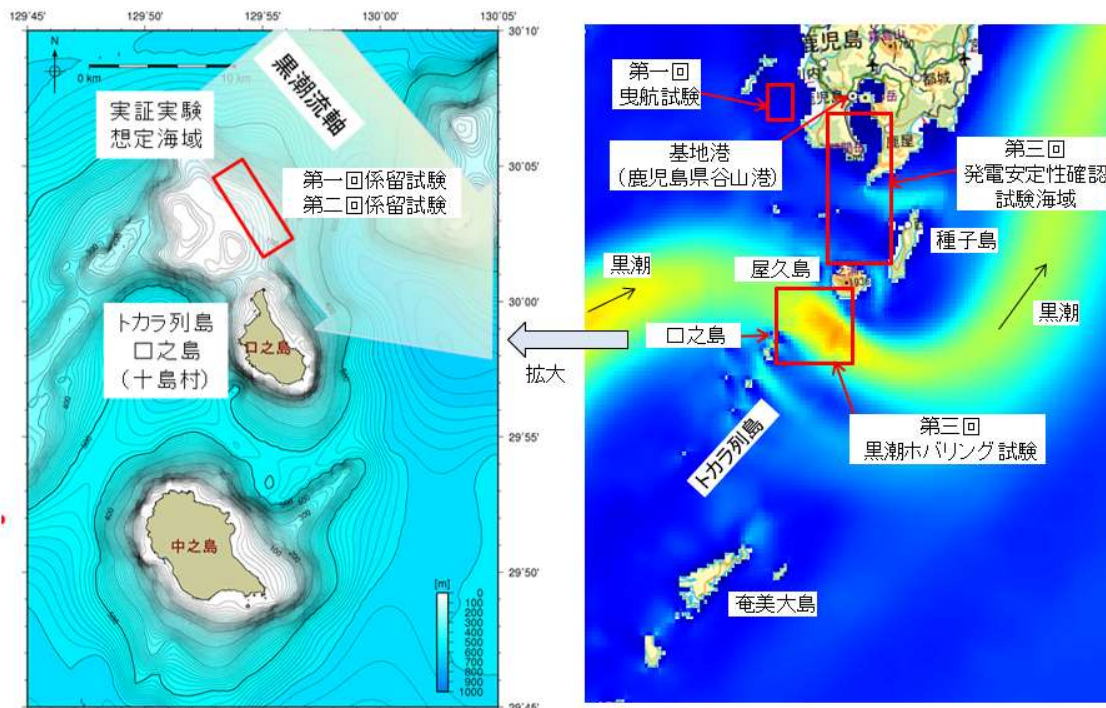 129˚45' 129˚50' 129˚55' 130˚00' 130˚05'
30˚10'
30˚05'
30˚00'
29˚55'
29˚50'
29˚45'
N
0 km 10 km
黒潮流軸
実証実験
想定海域
第一回係留試験
第二回係留試験
トカラ列島
口之島
(十島村)
口之島
中之島
[m]
0
100
200
300
400
500
600
700
800
900
1000
拡大
鹿児島
第一回
曳航試験
都城
鹿屋
基地港
(鹿児島県谷山港)
第三回
発電安定性確認
試験海域
種子島
黒潮
屋久島
1936
口之島
黒潮
第三回
黒潮ホバリング試験
トカラ列島
奄美大島